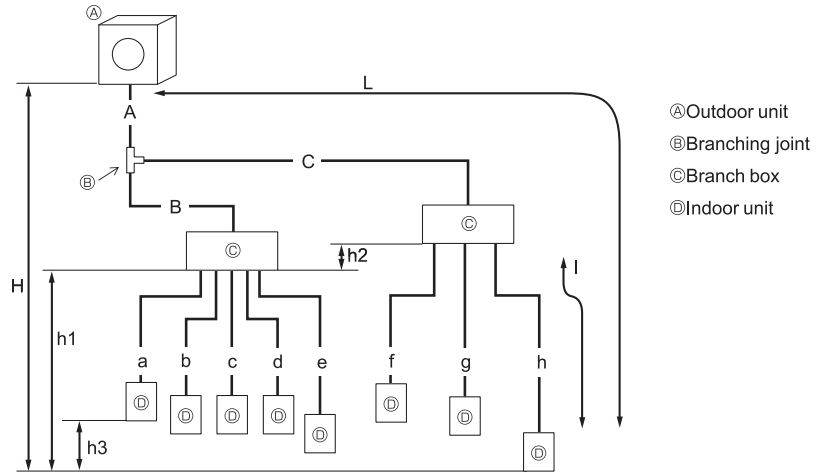 Ⓐ
L
A
ⒶOutdoor unit
ⒷBranching joint
ⒸBranch box
ⒹIndoor unit
Ⓑ
C
B
Ⓒ
Ⓒ
h2
H
h1
l
a b c d e f g h
Ⓓ Ⓓ Ⓓ Ⓓ Ⓓ Ⓓ Ⓓ Ⓓ
h3